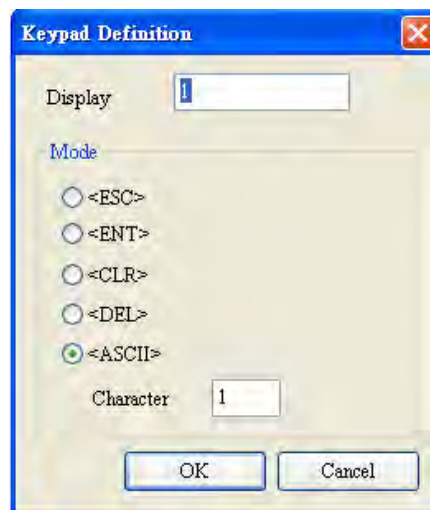 Keypad Definition
Display 1
Mode
<ESC>
<ENT>
<CLR>
<DEL>
<ASCII>
Character 1
OK Cancel